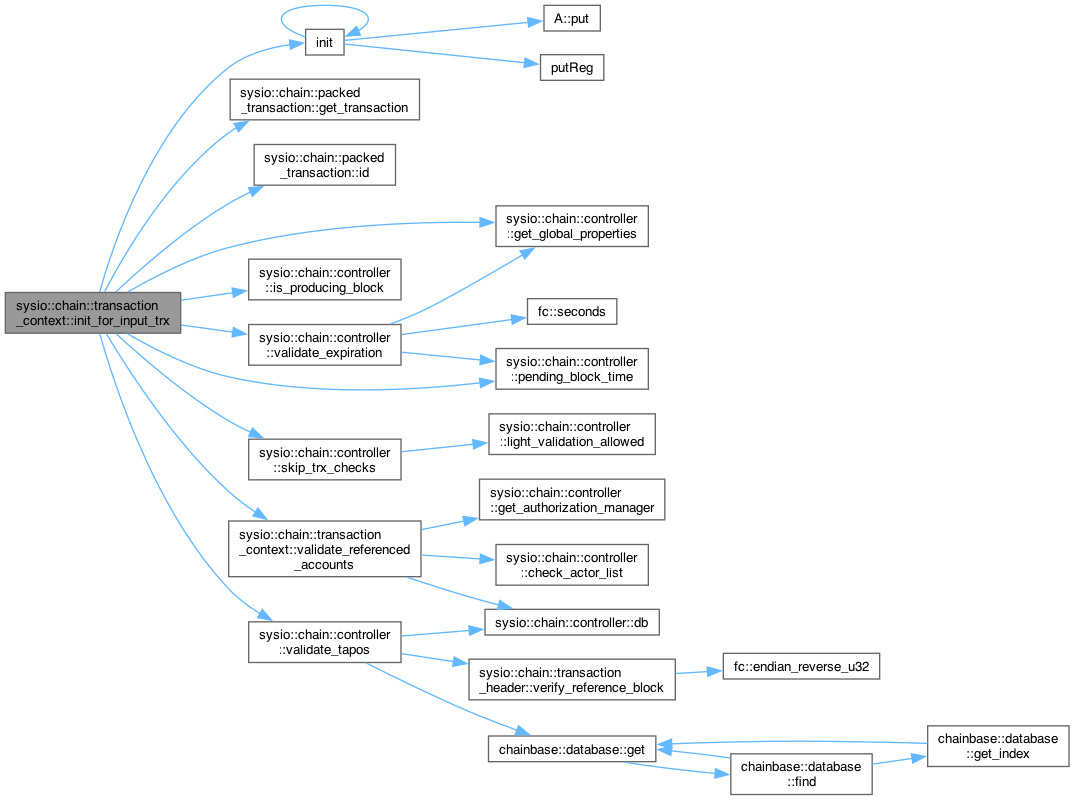 A::put
init
putReg
sysio::chain::packed
_transaction::get_transaction
sysio::chain::packed
_transaction::id
sysio::chain::controller
::get_global_properties
sysio::chain::controller
::is_producing_block
sysio::chain::transaction
_context::init_for_input_trx
fc::seconds
sysio::chain::controller
::validate_expiration
sysio::chain::controller
::pending_block_time
sysio::chain::controller
::light_validation_allowed
sysio::chain::controller
::skip_trx_checks
sysio::chain::controller
::get_authorization_manager
sysio::chain::transaction
_context::validate_referenced
_accounts
sysio::chain::controller
::check_actor_list
sysio::chain::controller::db
sysio::chain::controller
::validate_tapos
sysio::chain::transaction
_header::verify_reference_block
fc::endian_reverse_u32
chainbase::database::get
chainbase::database
::get_index
chainbase::database
::find